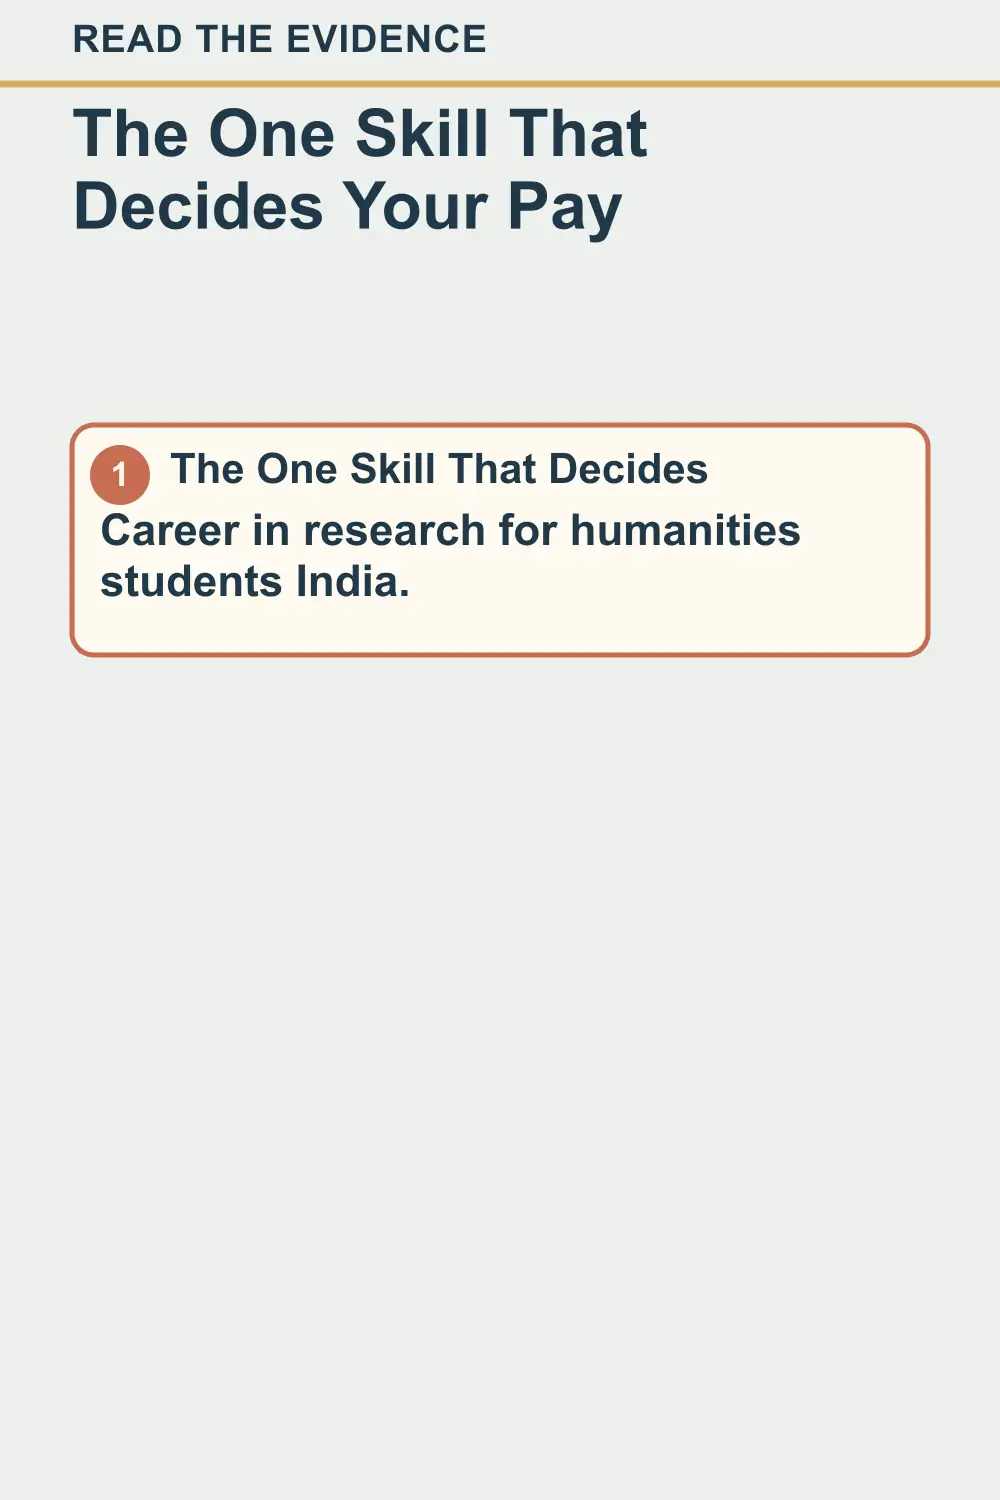 READ THE EVIDENCE
The One Skill That
Decides Your Pay
1 The One Skill That Decides
Career in research for humanities
students India.